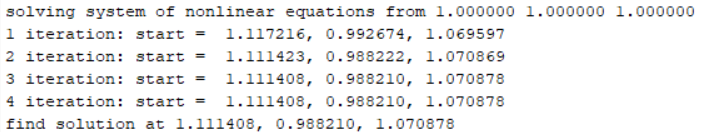 solving system of nonlinear equations from 1.000000 1.000000 1.000000
1 iteration: start =  1.117216, 0.992674, 1.069597
2 iteration: start =  1.111423, 0.988222, 1.070869
3 iteration: start =  1.111408, 0.988210, 1.070878
4 iteration: start =  1.111408, 0.988210, 1.070878
find solution at 1.111408, 0.988210, 1.070878